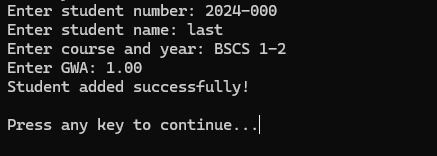 Enter student number: 2024-000
Enter student name: last
Enter course and year: BSCS 1-2
Enter GWA: 1.00
Student added successfully!
Press any key to continue...